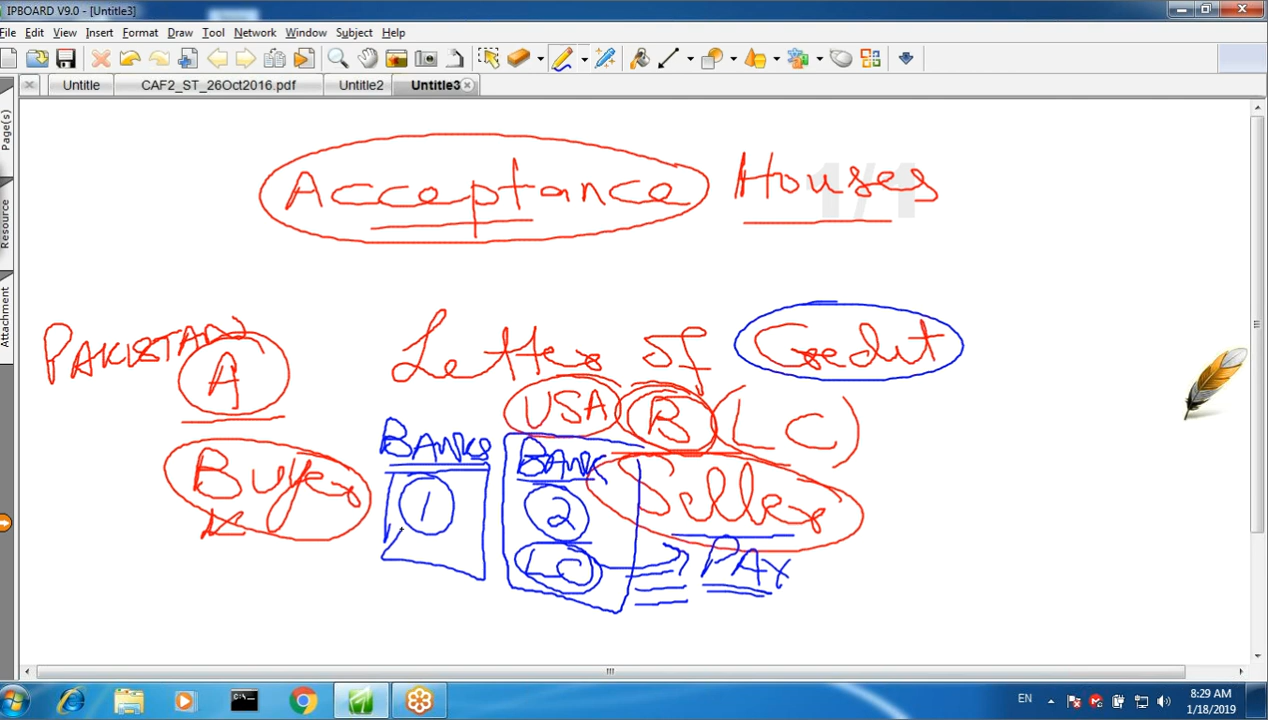 IPBOARD V9.0 - [Untitle3]
File Edit View Insert Format Draw Tool Network Window Subject Help
Untitle CAF2_ST_26Oct2016.pdf Untitle2 Untitle3
Page(s)
Resource
Attachment
1/1
Acceptance Houses
PAKISTAN
A
Letter of Credit
USA B (LC)
Buyer
BANKS
1
BANK
2
LC
Seller
PAY
EN
8:29 AM
1/18/2019